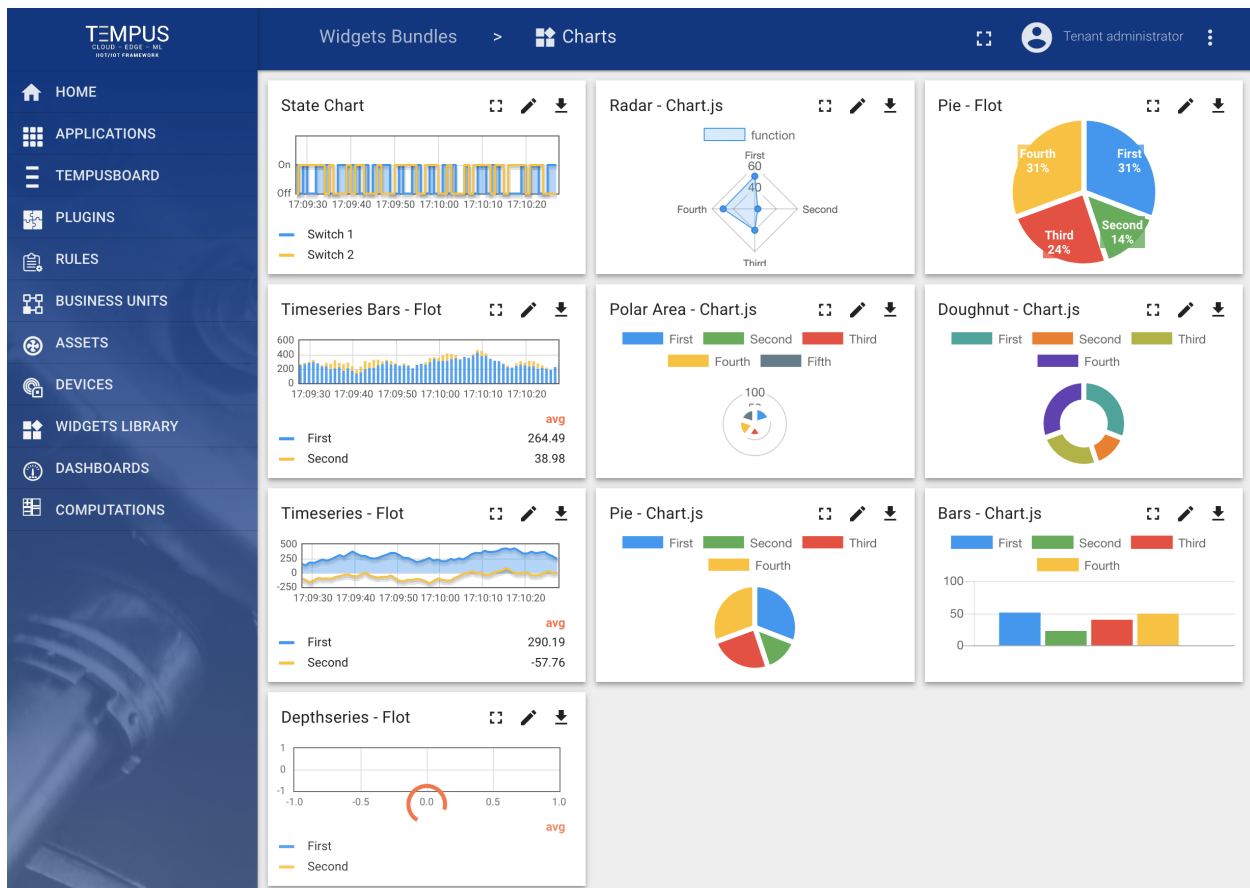 TEMPUS
CLOUD - EDGE - ML
IIOT/IOT FRAMEWORK
Widgets Bundles > Charts
Tenant administrator
HOME
APPLICATIONS
TEMPUSBOARD
PLUGINS
RULES
BUSINESS UNITS
ASSETS
DEVICES
WIDGETS LIBRARY
DASHBOARDS
COMPUTATIONS
State Chart
On
Off
17:09:30 17:09:40 17:09:50 17:10:00 17:10:10 17:10:20
Switch 1
Switch 2
Radar - Chart.js
function
First
60
40
Fourth
Second
Third
Pie - Flot
Fourth
31%
First
31%
Second
14%
Third
24%
Timeseries Bars - Flot
600
400
200
0
17:09:30 17:09:40 17:09:50 17:10:00 17:10:10 17:10:20
avg
First 264.49
Second 38.98
Polar Area - Chart.js
First Second Third
Fourth Fifth
100
Doughnut - Chart.js
First Second Third
Fourth
Timeseries - Flot
500
250
0
-250
17:09:30 17:09:40 17:09:50 17:10:00 17:10:10 17:10:20
avg
First 290.19
Second -57.76
Pie - Chart.js
First Second Third
Fourth
Bars - Chart.js
First Second Third
Fourth
100
50
0
Depthseries - Flot
1
0
-1
-1.0 -0.5 0.0 0.5 1.0
avg
First
Second